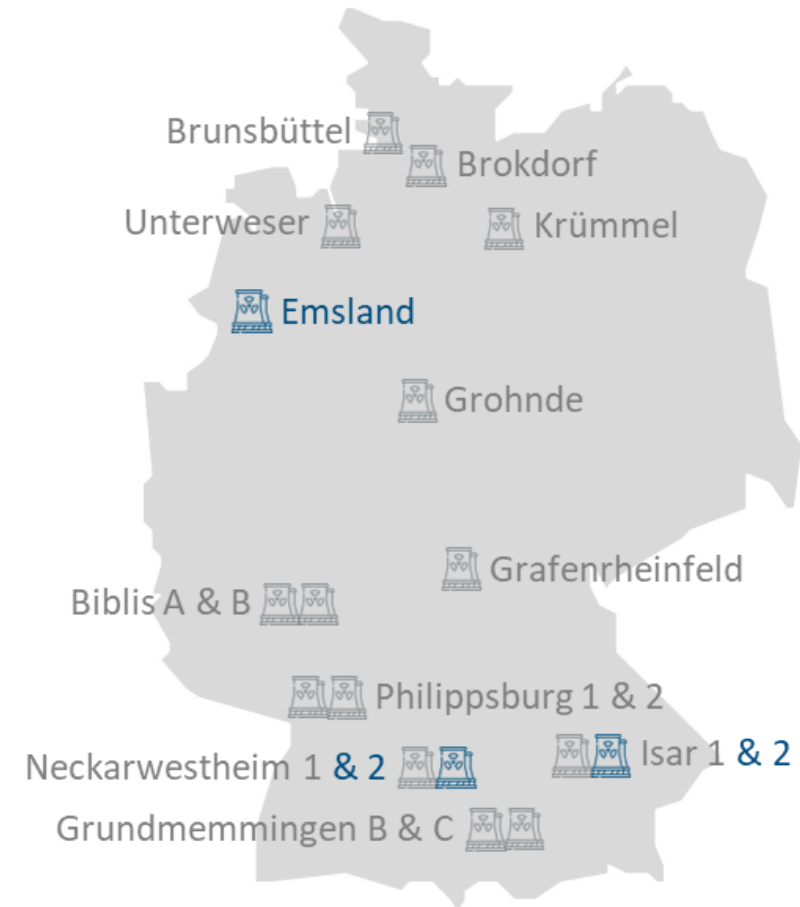 Brunsbüttel
Brokdorf
Unterweser
Krümmel
Emsland
Grohnde
Grafenrheinfeld
Biblis A & B
Philippsburg 1 & 2
Neckarwestheim 1 & 2
Isar 1 & 2
Grundmemmingen B & C